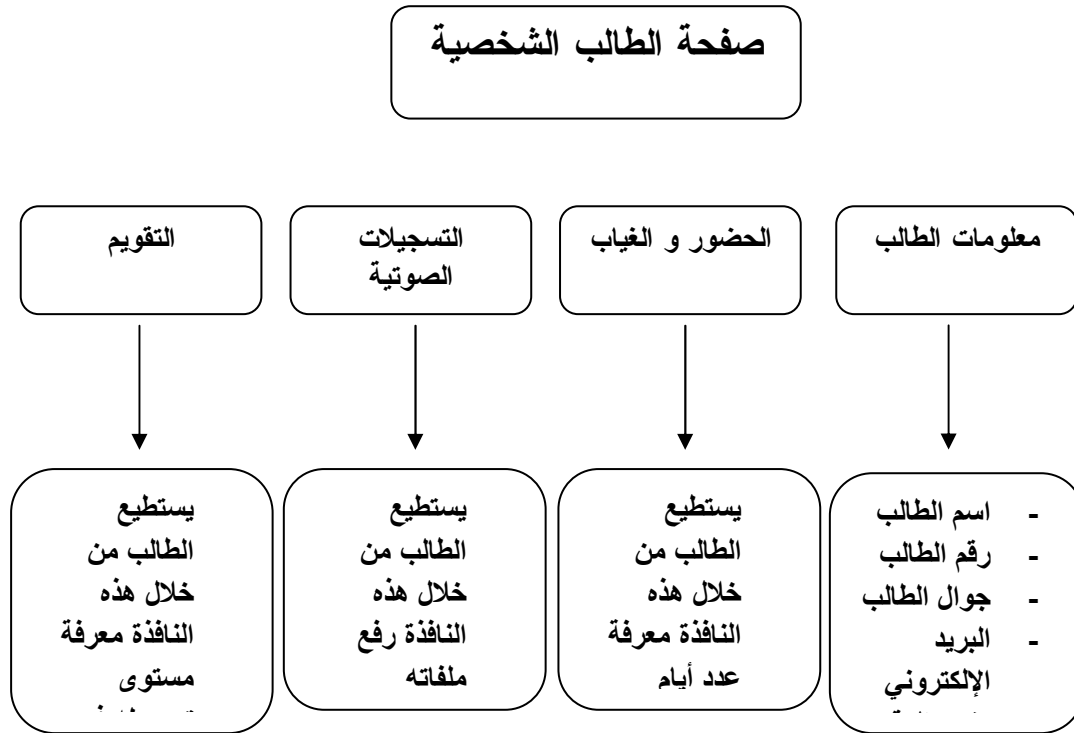 صفحة الطالب الشخصية
معلومات الطالب
الحضور و الغياب
التسجيلات
الصوتية
التقويم
- اسم الطالب
- رقم الطالب
- جوال الطالب
- البريد
الإلكتروني
يستطيع
الطالب من
خلال هذه
النافذة معرفة
عدد أيام
يستطيع
الطالب من
خلال هذه
النافذة رفع
ملفاته
يستطيع
الطالب من
خلال هذه
النافذة معرفة
مستوى